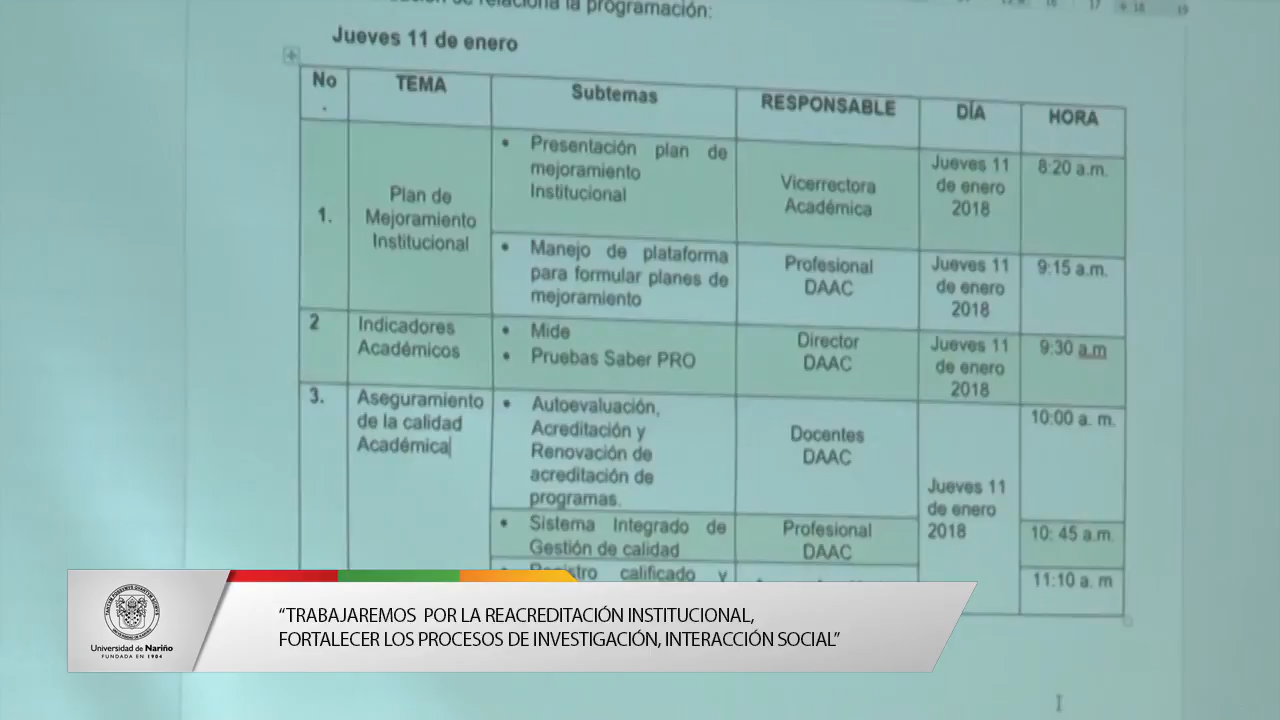 se relaciona la programación:
Jueves 11 de enero
No
.
TEMA
Subtemas
RESPONSABLE
DÍA
HORA
1.
Plan de
Mejoramiento
Institucional
• Presentación plan de
mejoramiento
Institucional
Vicerrectora
Académica
Jueves 11
de enero
2018
8:20 a.m.
• Manejo de plataforma
para formular planes de
mejoramiento
Profesional
DAAC
Jueves 11
de enero
2018
9:15 a.m.
2
Indicadores
Académicos
• Mide
• Pruebas Saber PRO
Director
DAAC
Jueves 11
de enero
2018
9:30 a.m
3.
Aseguramiento
de la calidad
Académica
• Autoevaluación,
Acreditación y
Renovación de
acreditación de
programas.
Docentes
DAAC
Jueves 11
de enero
2018
10:00 a. m.
• Sistema Integrado de
Gestión de calidad
Profesional
DAAC
10: 45 a.m.
calificado y
11:10 a. m
Universidad de Nariño
FUNDADA EN 1904
“TRABAJAREMOS POR LA REACREDITACIÓN INSTITUCIONAL,
FORTALECER LOS PROCESOS DE INVESTIGACIÓN, INTERACCIÓN SOCIAL”